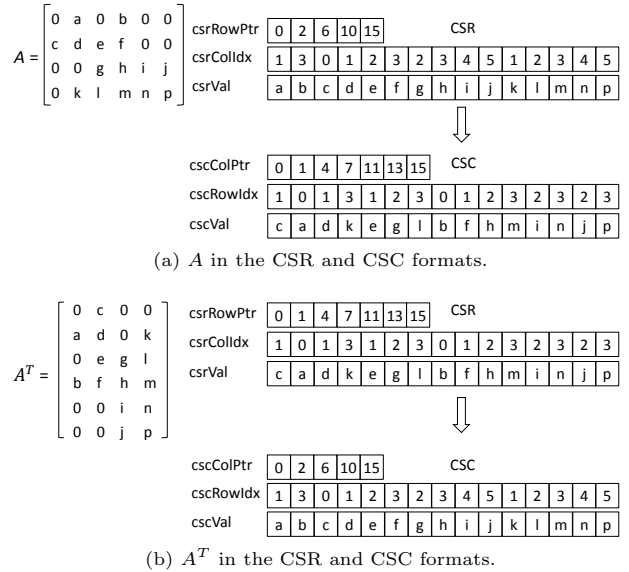 A =
0 a 0 b 0 0
c d e f 0 0
0 0 g h i j
0 k l m n p
csrRowPtr 0 2 6 10 15 CSR
csrColIdx 1 3 0 1 2 3 2 3 4 5 1 2 3 4 5
csrVal a b c d e f g h i j k l m n p
cscColPtr 0 1 4 7 11 13 15 CSC
cscRowIdx 1 0 1 3 1 2 3 0 1 2 3 2 3 2 3
cscVal c a d k e g l b f h m i n j p
(a) A in the CSR and CSC formats.
A^T =
0 c 0 0
a d 0 k
0 e g l
b f h m
0 0 i n
0 0 j p
csrRowPtr 0 1 4 7 11 13 15 CSR
csrColIdx 1 0 1 3 1 2 3 0 1 2 3 2 3 2 3
csrVal c a d k e g l b f h m i n j p
cscColPtr 0 2 6 10 15 CSC
cscRowIdx 1 3 0 1 2 3 2 3 4 5 1 2 3 4 5
cscVal a b c d e f g h i j k l m n p
(b) A^T in the CSR and CSC formats.